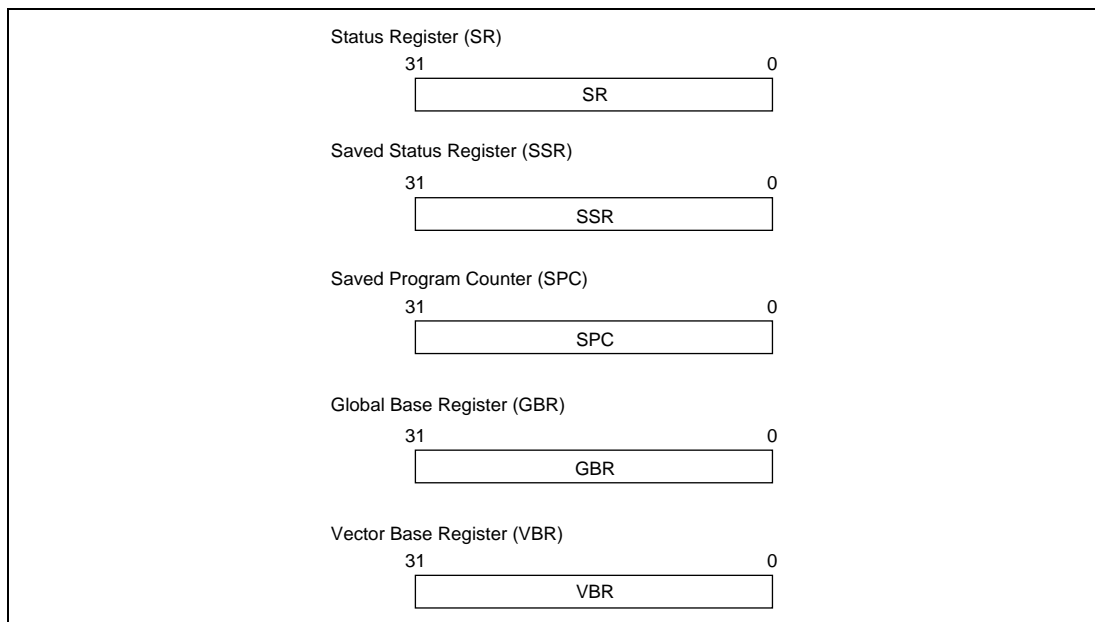 Status Register (SR)
31 0
SR
Saved Status Register (SSR)
31 0
SSR
Saved Program Counter (SPC)
31 0
SPC
Global Base Register (GBR)
31 0
GBR
Vector Base Register (VBR)
31 0
VBR